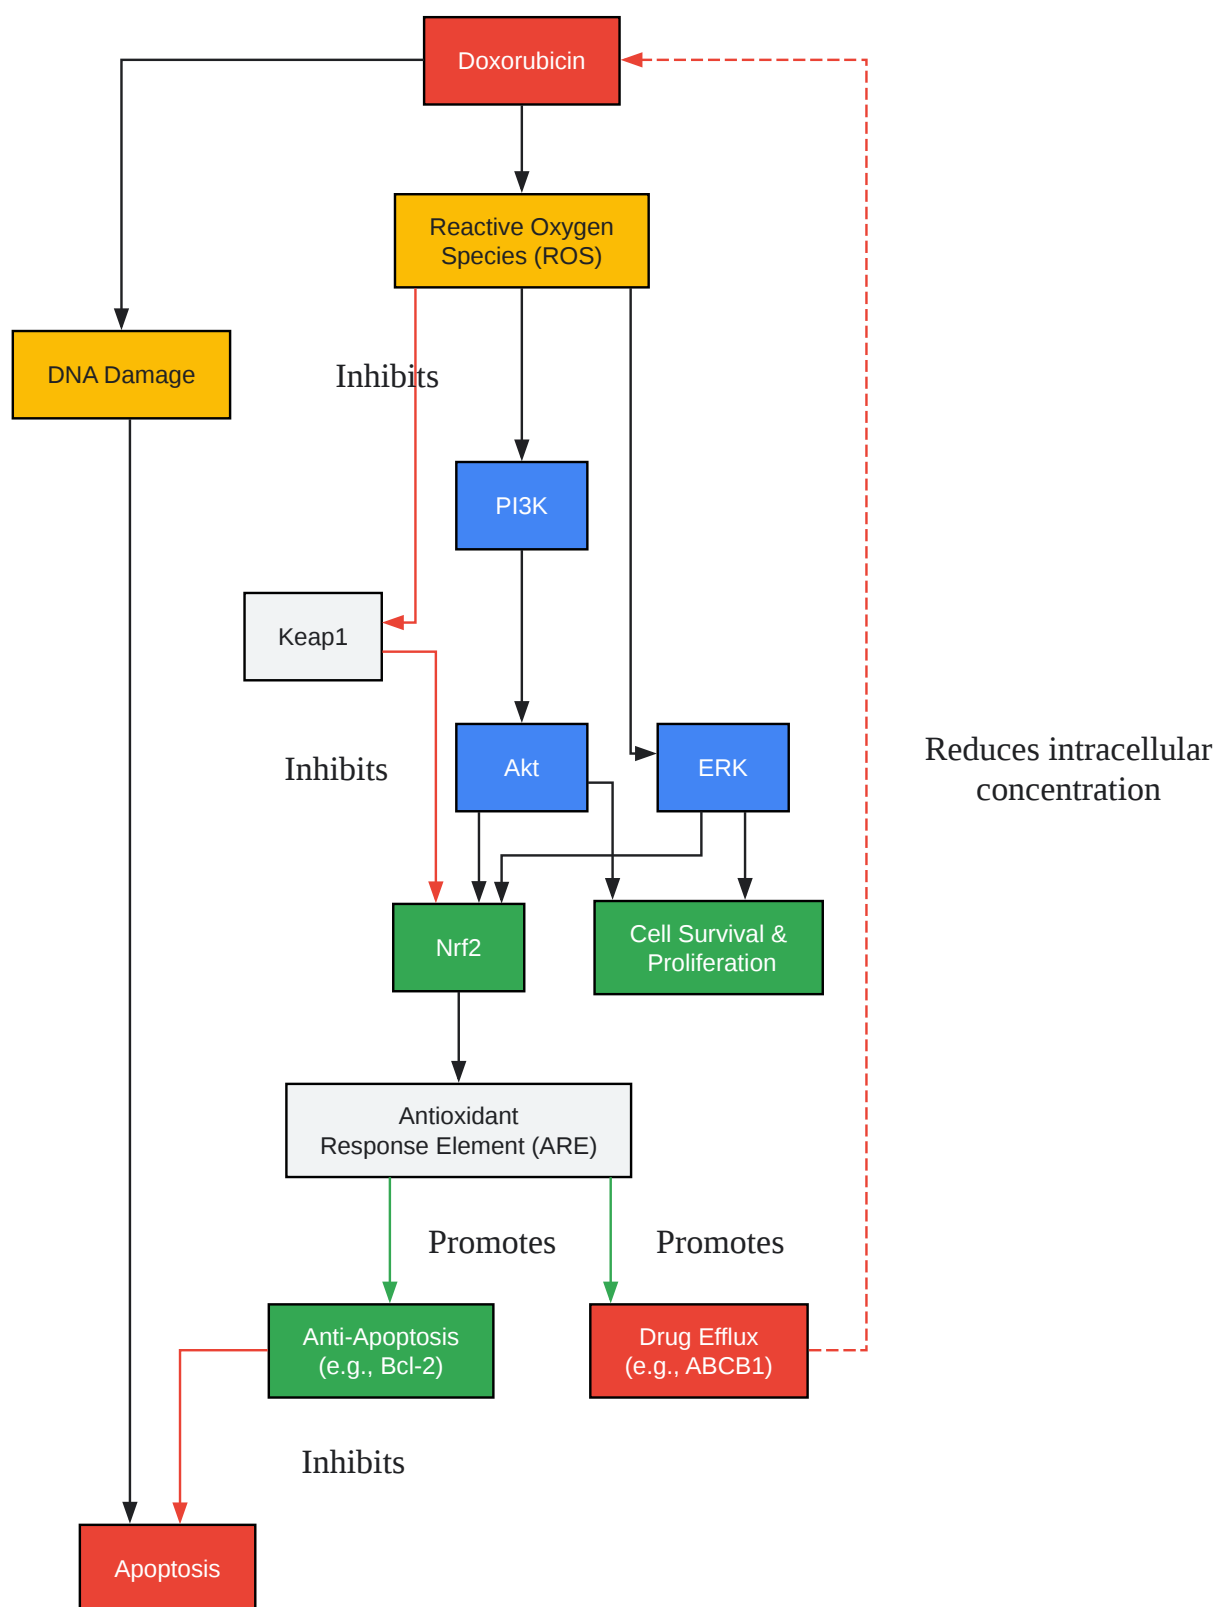 Doxorubicin
Reactive Oxygen
Species (ROS)
DNA Damage
Inhibits
PI3K
Keap1
Akt
ERK
Reduces intracellular
concentration
Inhibits
Nrf2
Cell Survival &
Proliferation
Antioxidant
Response Element (ARE)
Promotes
Promotes
Anti-Apoptosis
(e.g., Bcl-2)
Drug Efflux
(e.g., ABCB1)
Inhibits
Apoptosis